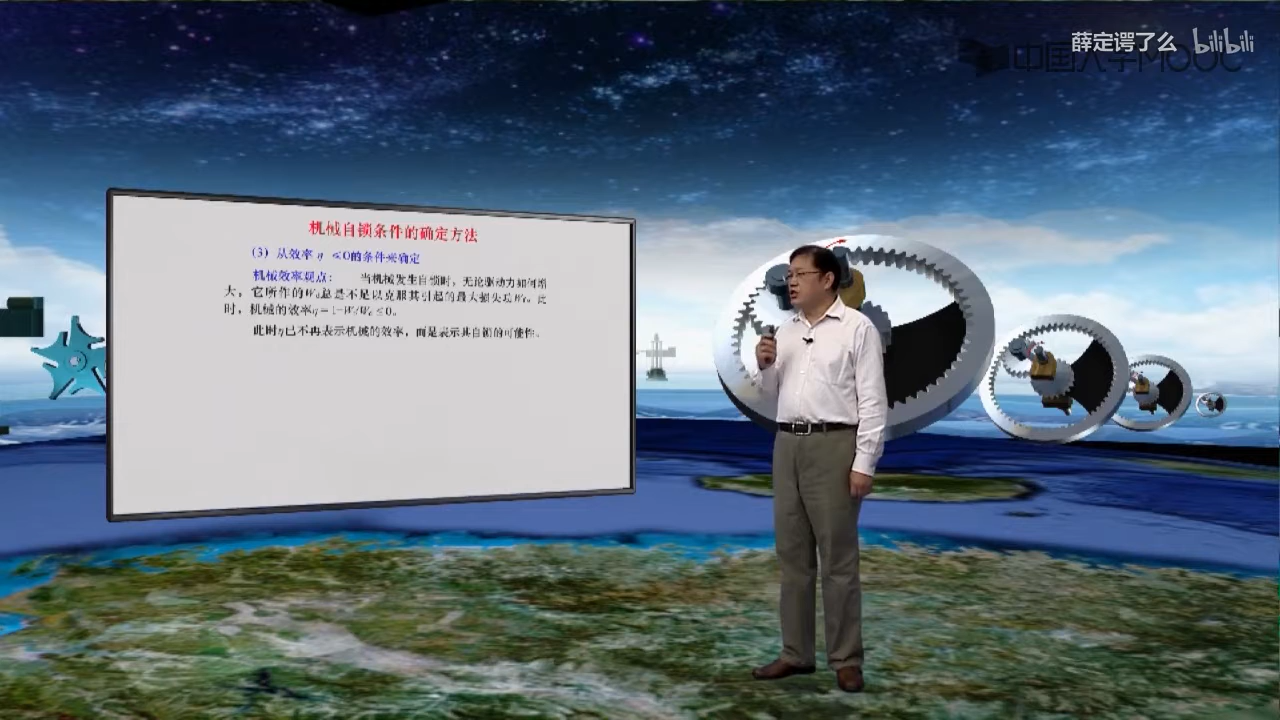 薛定谔了么 bilibili
中国大学MOOC
机械自锁条件的确定方法
(3) 从效率η ≤0的条件来确定
机械效率观点： 当机械发生自锁时，无论驱动力如何增
大，它所作的Wd总是不足以克服其引起的最大损失功Wf。此
时，机械的效率η=1-Wf/Wd≤0。
此时η已不再表示机械的效率，而是表示其自锁的可能性。